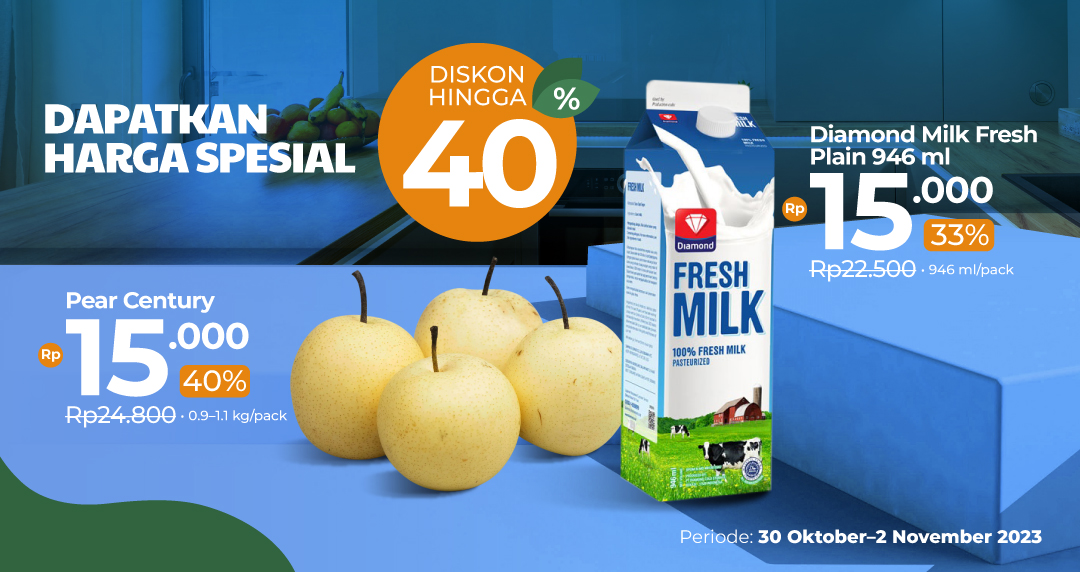 DAPATKAN
HARGA SPESIAL
DISKON
HINGGA %
40
Pear Century
Rp 15.000
40%
Rp24.800 · 0.9–1.1 kg/pack
Diamond
FRESH
MILK
100% FRESH MILK
PASTEURIZED
FRESH MILK
Diamond Milk Fresh
Plain 946 ml
Rp 15.000
33%
Rp22.500 · 946 ml/pack
Periode: 30 Oktober–2 November 2023